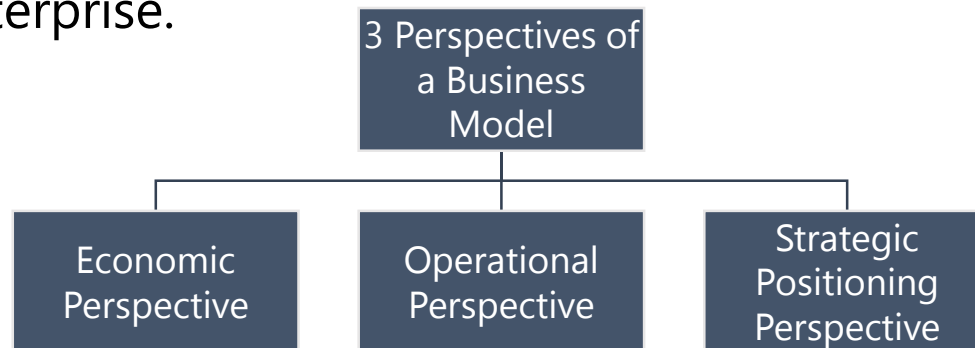 terprise.
3 Perspectives of
a Business
Model
Economic
Perspective
Operational
Perspective
Strategic
Positioning
Perspective